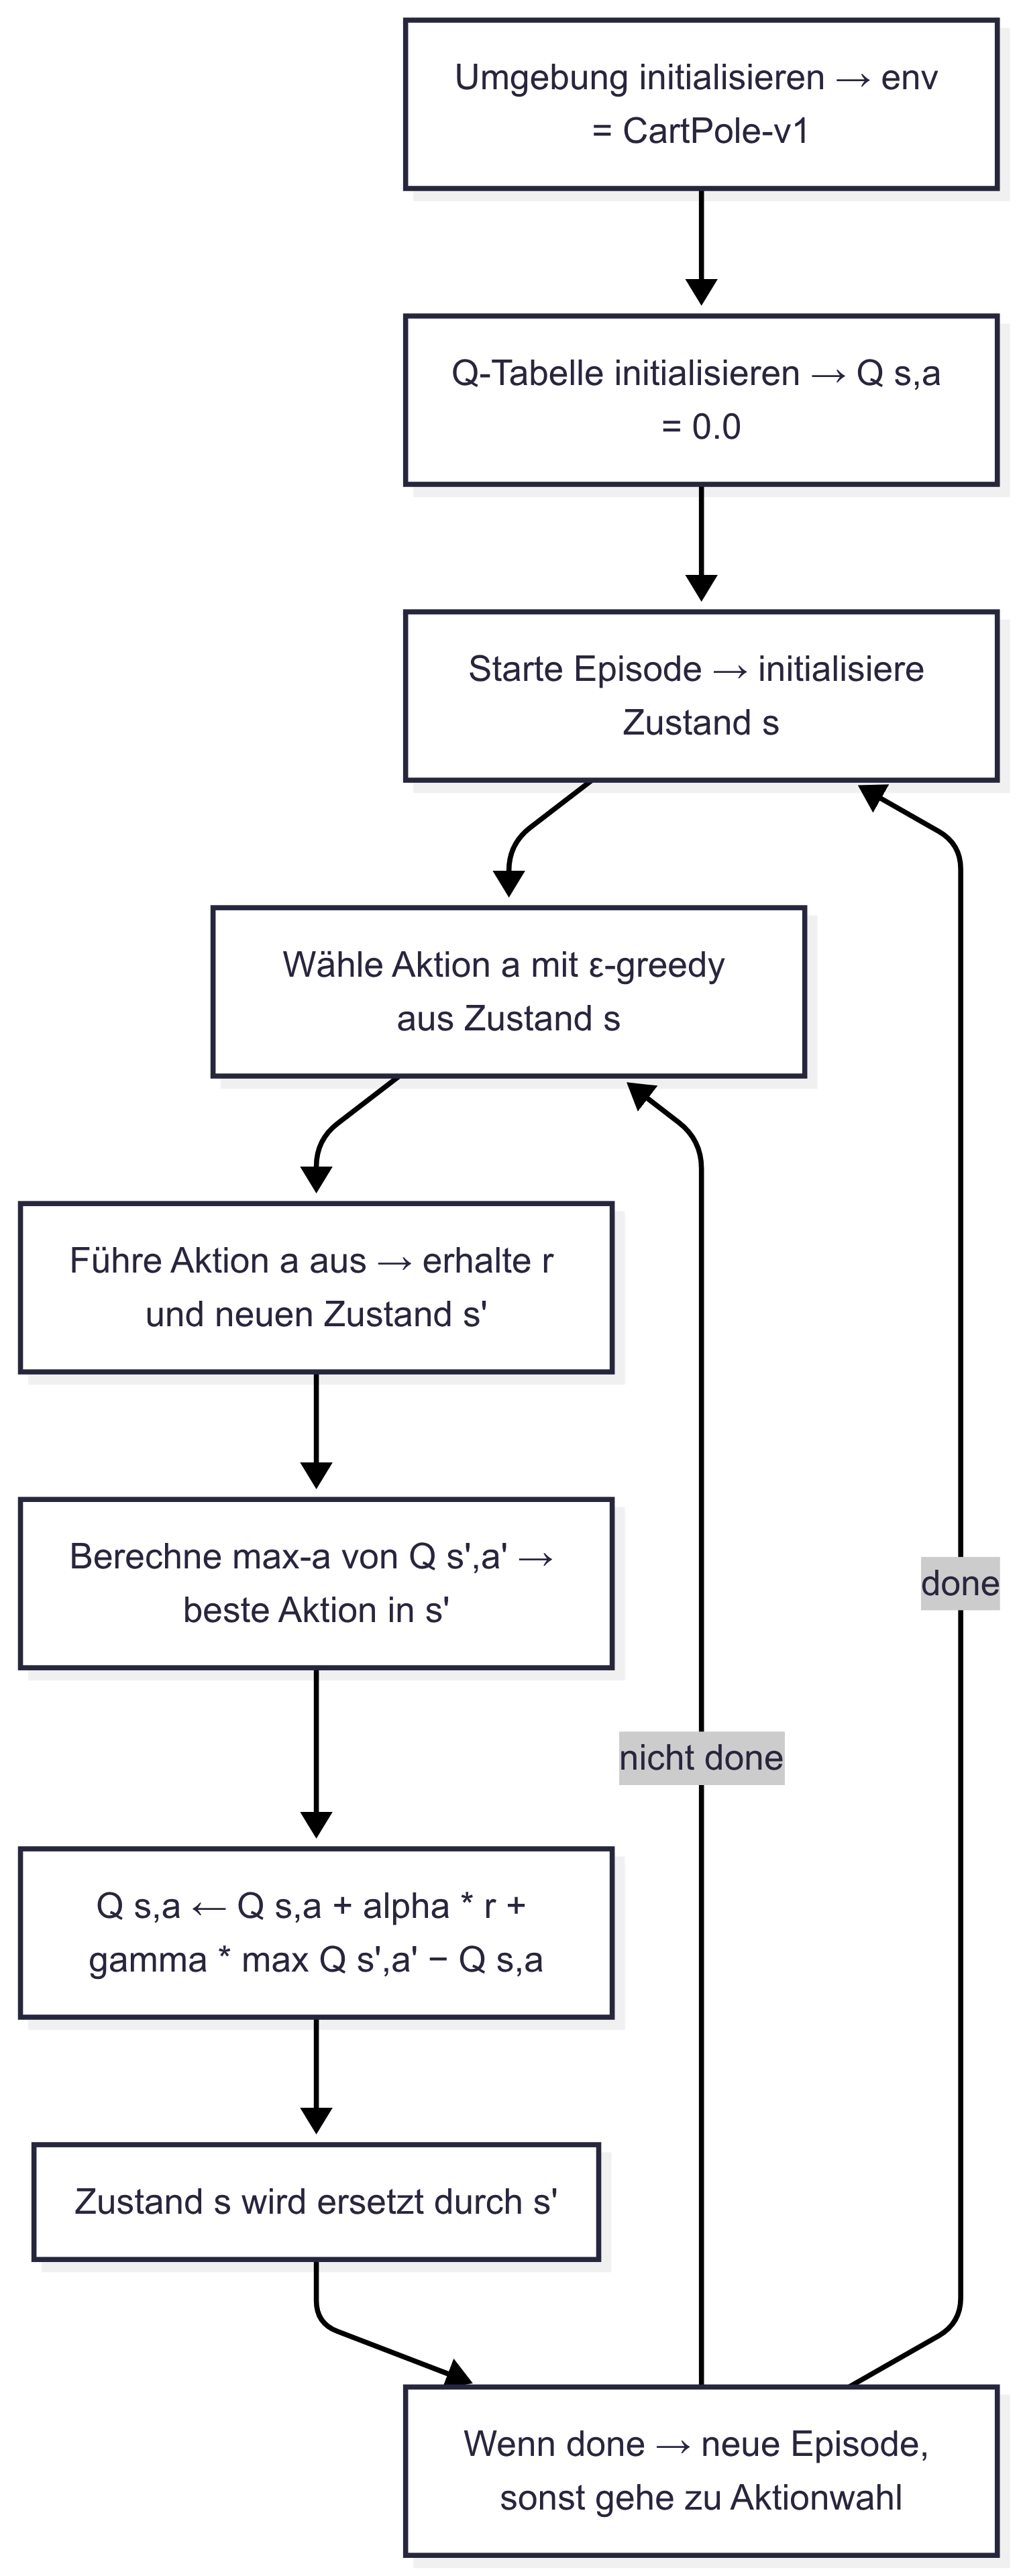 Umgebung initialisieren → env
= CartPole-v1
Q-Tabelle initialisieren → Q s,a
= 0.0
Starte Episode → initialisiere
Zustand s
Wähle Aktion a mit ε-greedy
aus Zustand s
Führe Aktion a aus → erhalte r
und neuen Zustand s'
Berechne max-a von Q s',a' →
beste Aktion in s'
done
nicht done
Q s,a ← Q s,a + alpha * r +
gamma * max Q s',a' − Q s,a
Zustand s wird ersetzt durch s'
Wenn done → neue Episode,
sonst gehe zu Aktionwahl